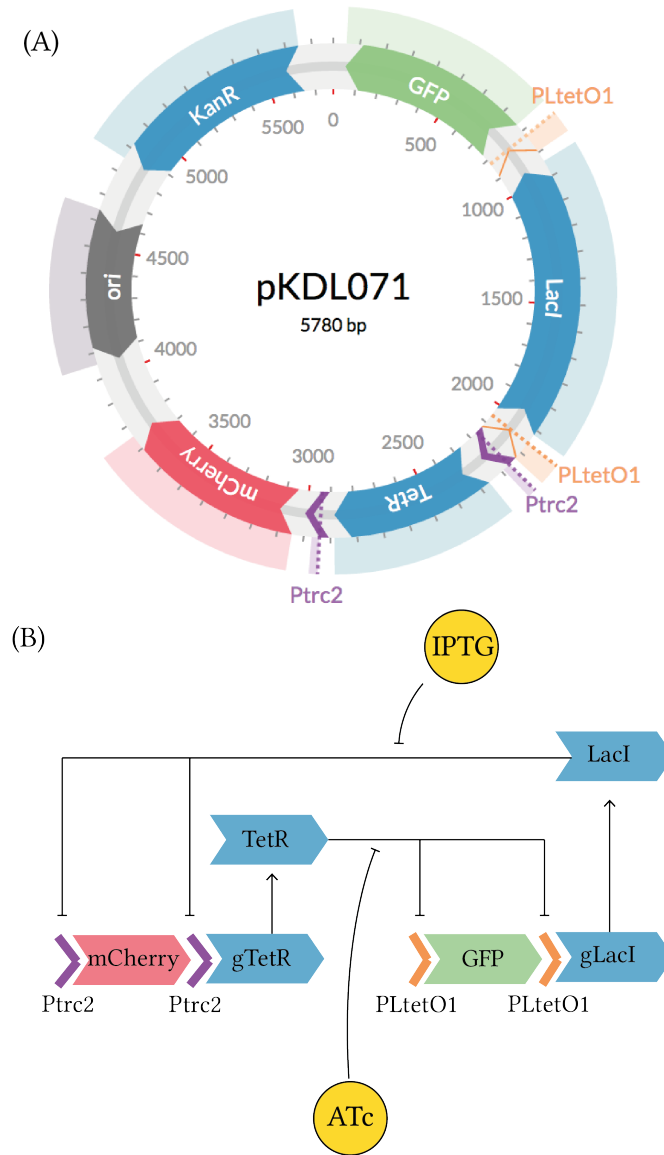 (A)
KanR
GFP
PLtetO1
5500
0
500
5000
1000
4500
ori
pKDL071
5780 bp
LacI
1500
4000
2000
3500
3000
2500
mCherry
TetR
PLtetO1
Ptrc2
Ptrc2
(B)
IPTG
LacI
TetR
mCherry
gTetR
GFP
gLacI
Ptrc2
Ptrc2
PLtetO1
PLtetO1
ATc